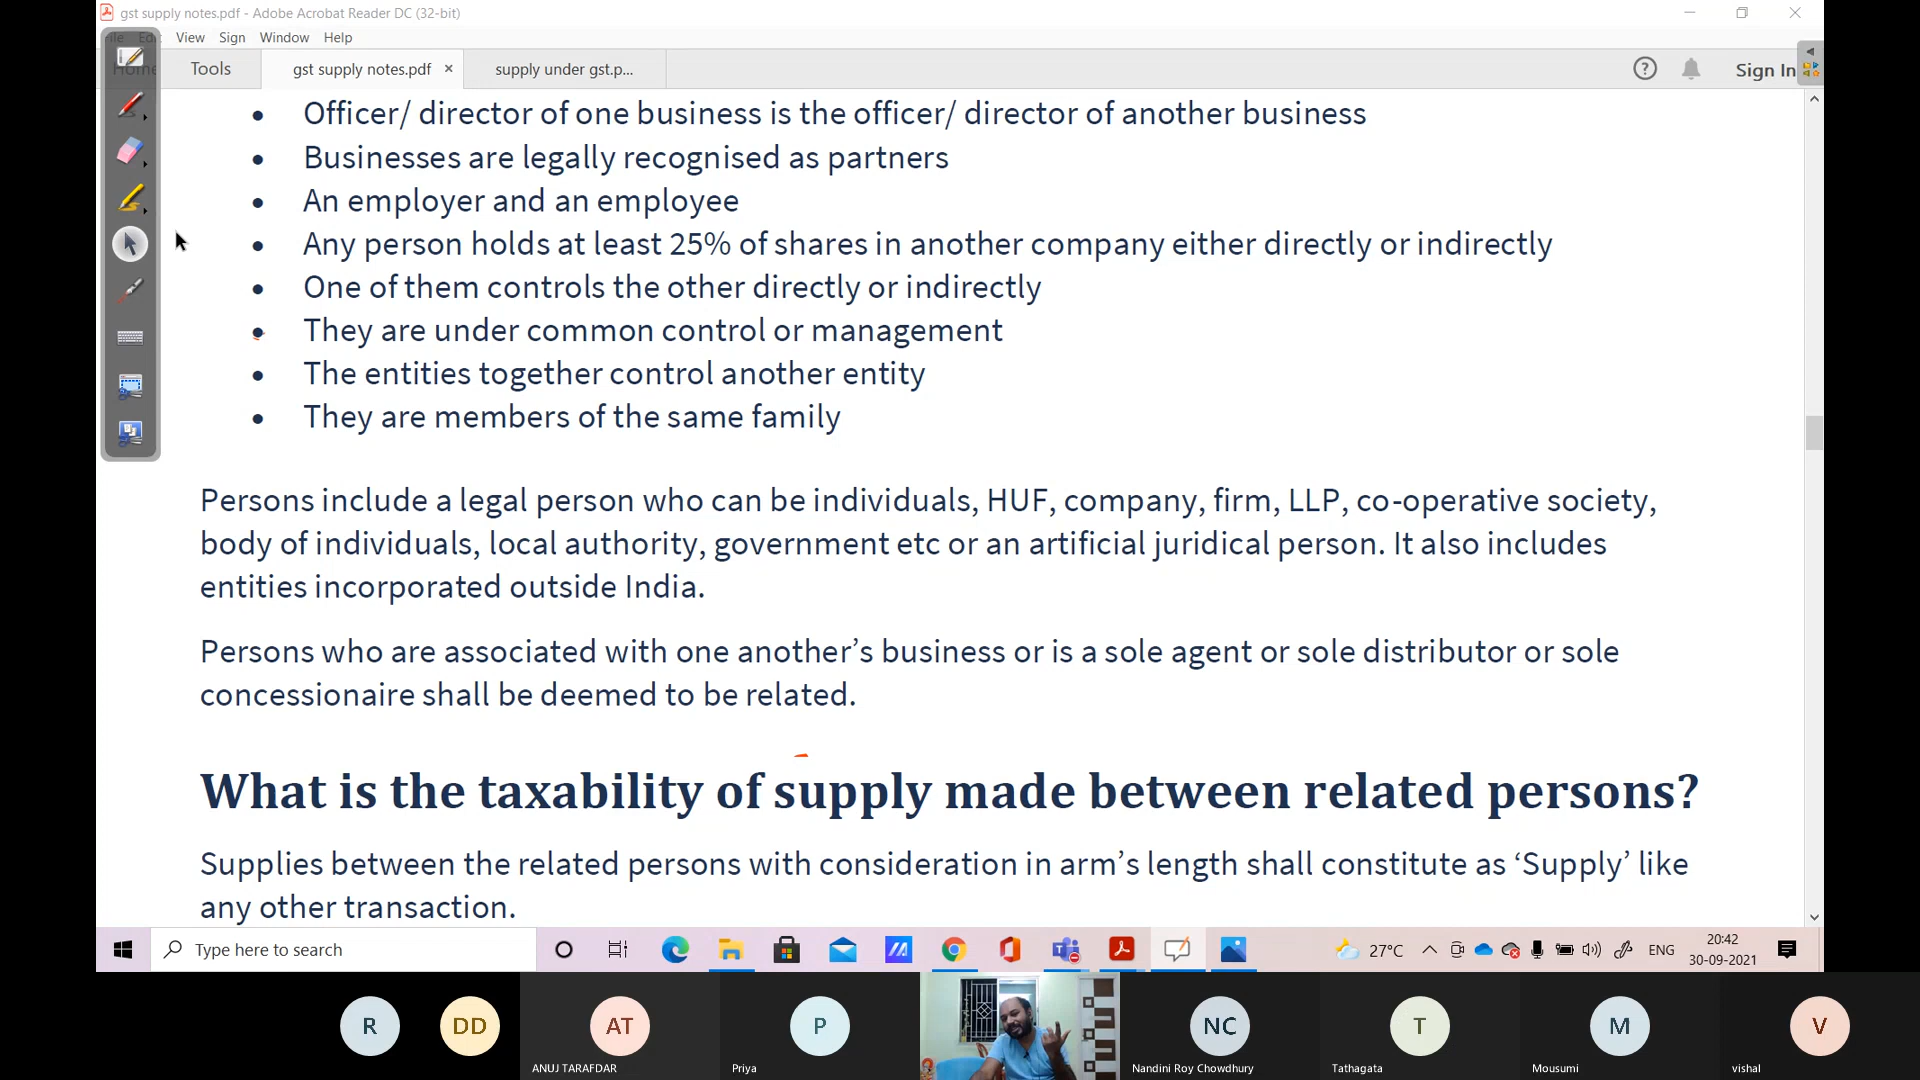 gst supply notes.pdf - Adobe Acrobat Reader DC (32-bit)
View Sign Window Help
Tools
gst supply notes.pdf ×
supply under gst.p...
Sign In
• Officer/ director of one business is the officer/ director of another business
• Businesses are legally recognised as partners
• An employer and an employee
• Any person holds at least 25% of shares in another company either directly or indirectly
• One of them controls the other directly or indirectly
• They are under common control or management
• The entities together control another entity
• They are members of the same family
Persons include a legal person who can be individuals, HUF, company, firm, LLP, co-operative society,
body of individuals, local authority, government etc or an artificial juridical person. It also includes
entities incorporated outside India.
Persons who are associated with one another’s business or is a sole agent or sole distributor or sole
concessionaire shall be deemed to be related.
What is the taxability of supply made between related persons?
Supplies between the related persons with consideration in arm’s length shall constitute as ‘Supply’ like
any other transaction.
Type here to search
27°C
ENG
20:42
30-09-2021
R
DD
AT
ANUJ TARAFDAR
P
Priya
NC
Nandini Roy Chowdhury
T
Tathagata
M
Mousumi
V
vishal